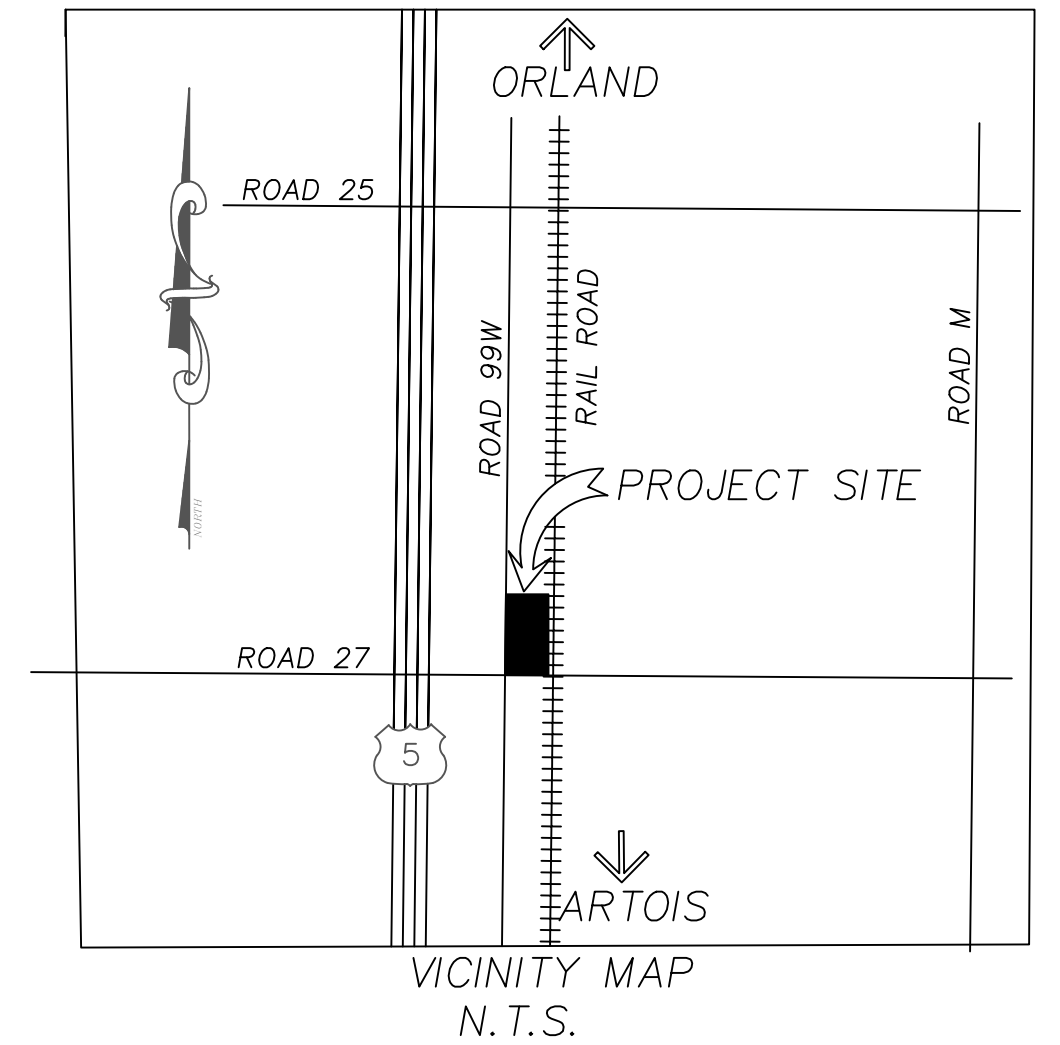 ORLAND
ROAD 25
RAIL ROAD
ROAD 99W
ROAD M
PROJECT SITE
NORTH
ROAD 27
5
ARTOIS
VICINITY MAP
N.T.S.